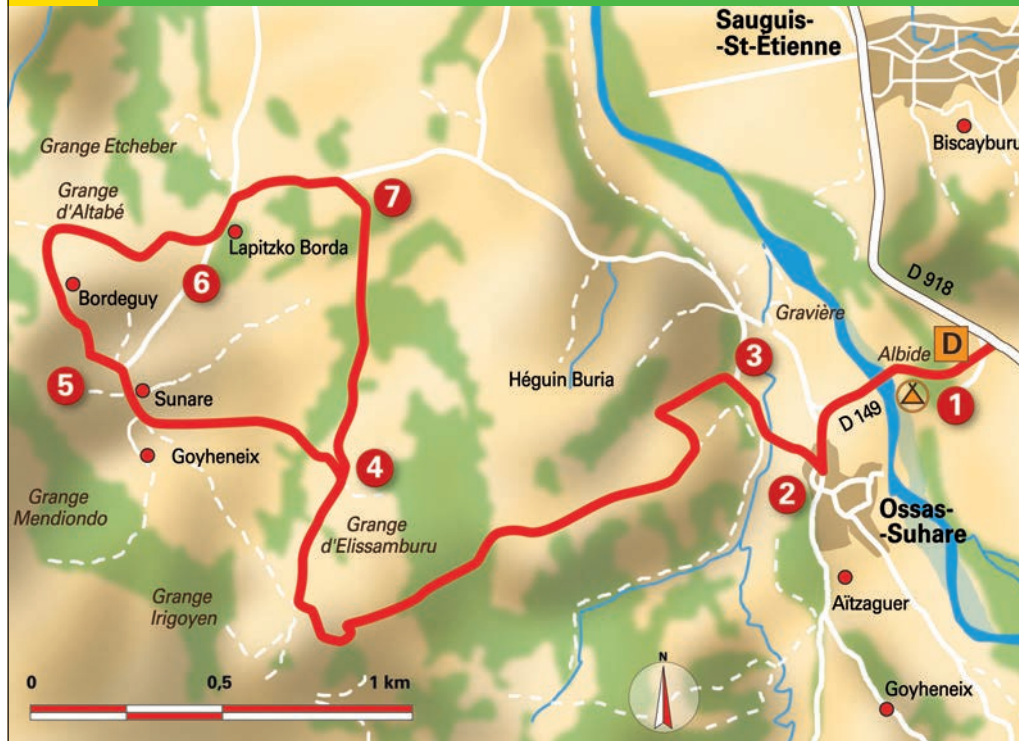 Sauguis-
-St-Etienne
Biscayburu
Grange Etcheber
Grange
d'Altabé
7
Lapitzko Borda
6
Bordeguy
D 918
Gravière
Albide
D
3
Héguin Buria
1
5
Sunare
D 149
Goyheneix
4
2
Grange
Mendiondo
Grange
d'Elissamburu
Ossas-
-Suhare
Aïtzaguer
Grange
Irigoyen
N
0 0,5 1 km
Goyheneix